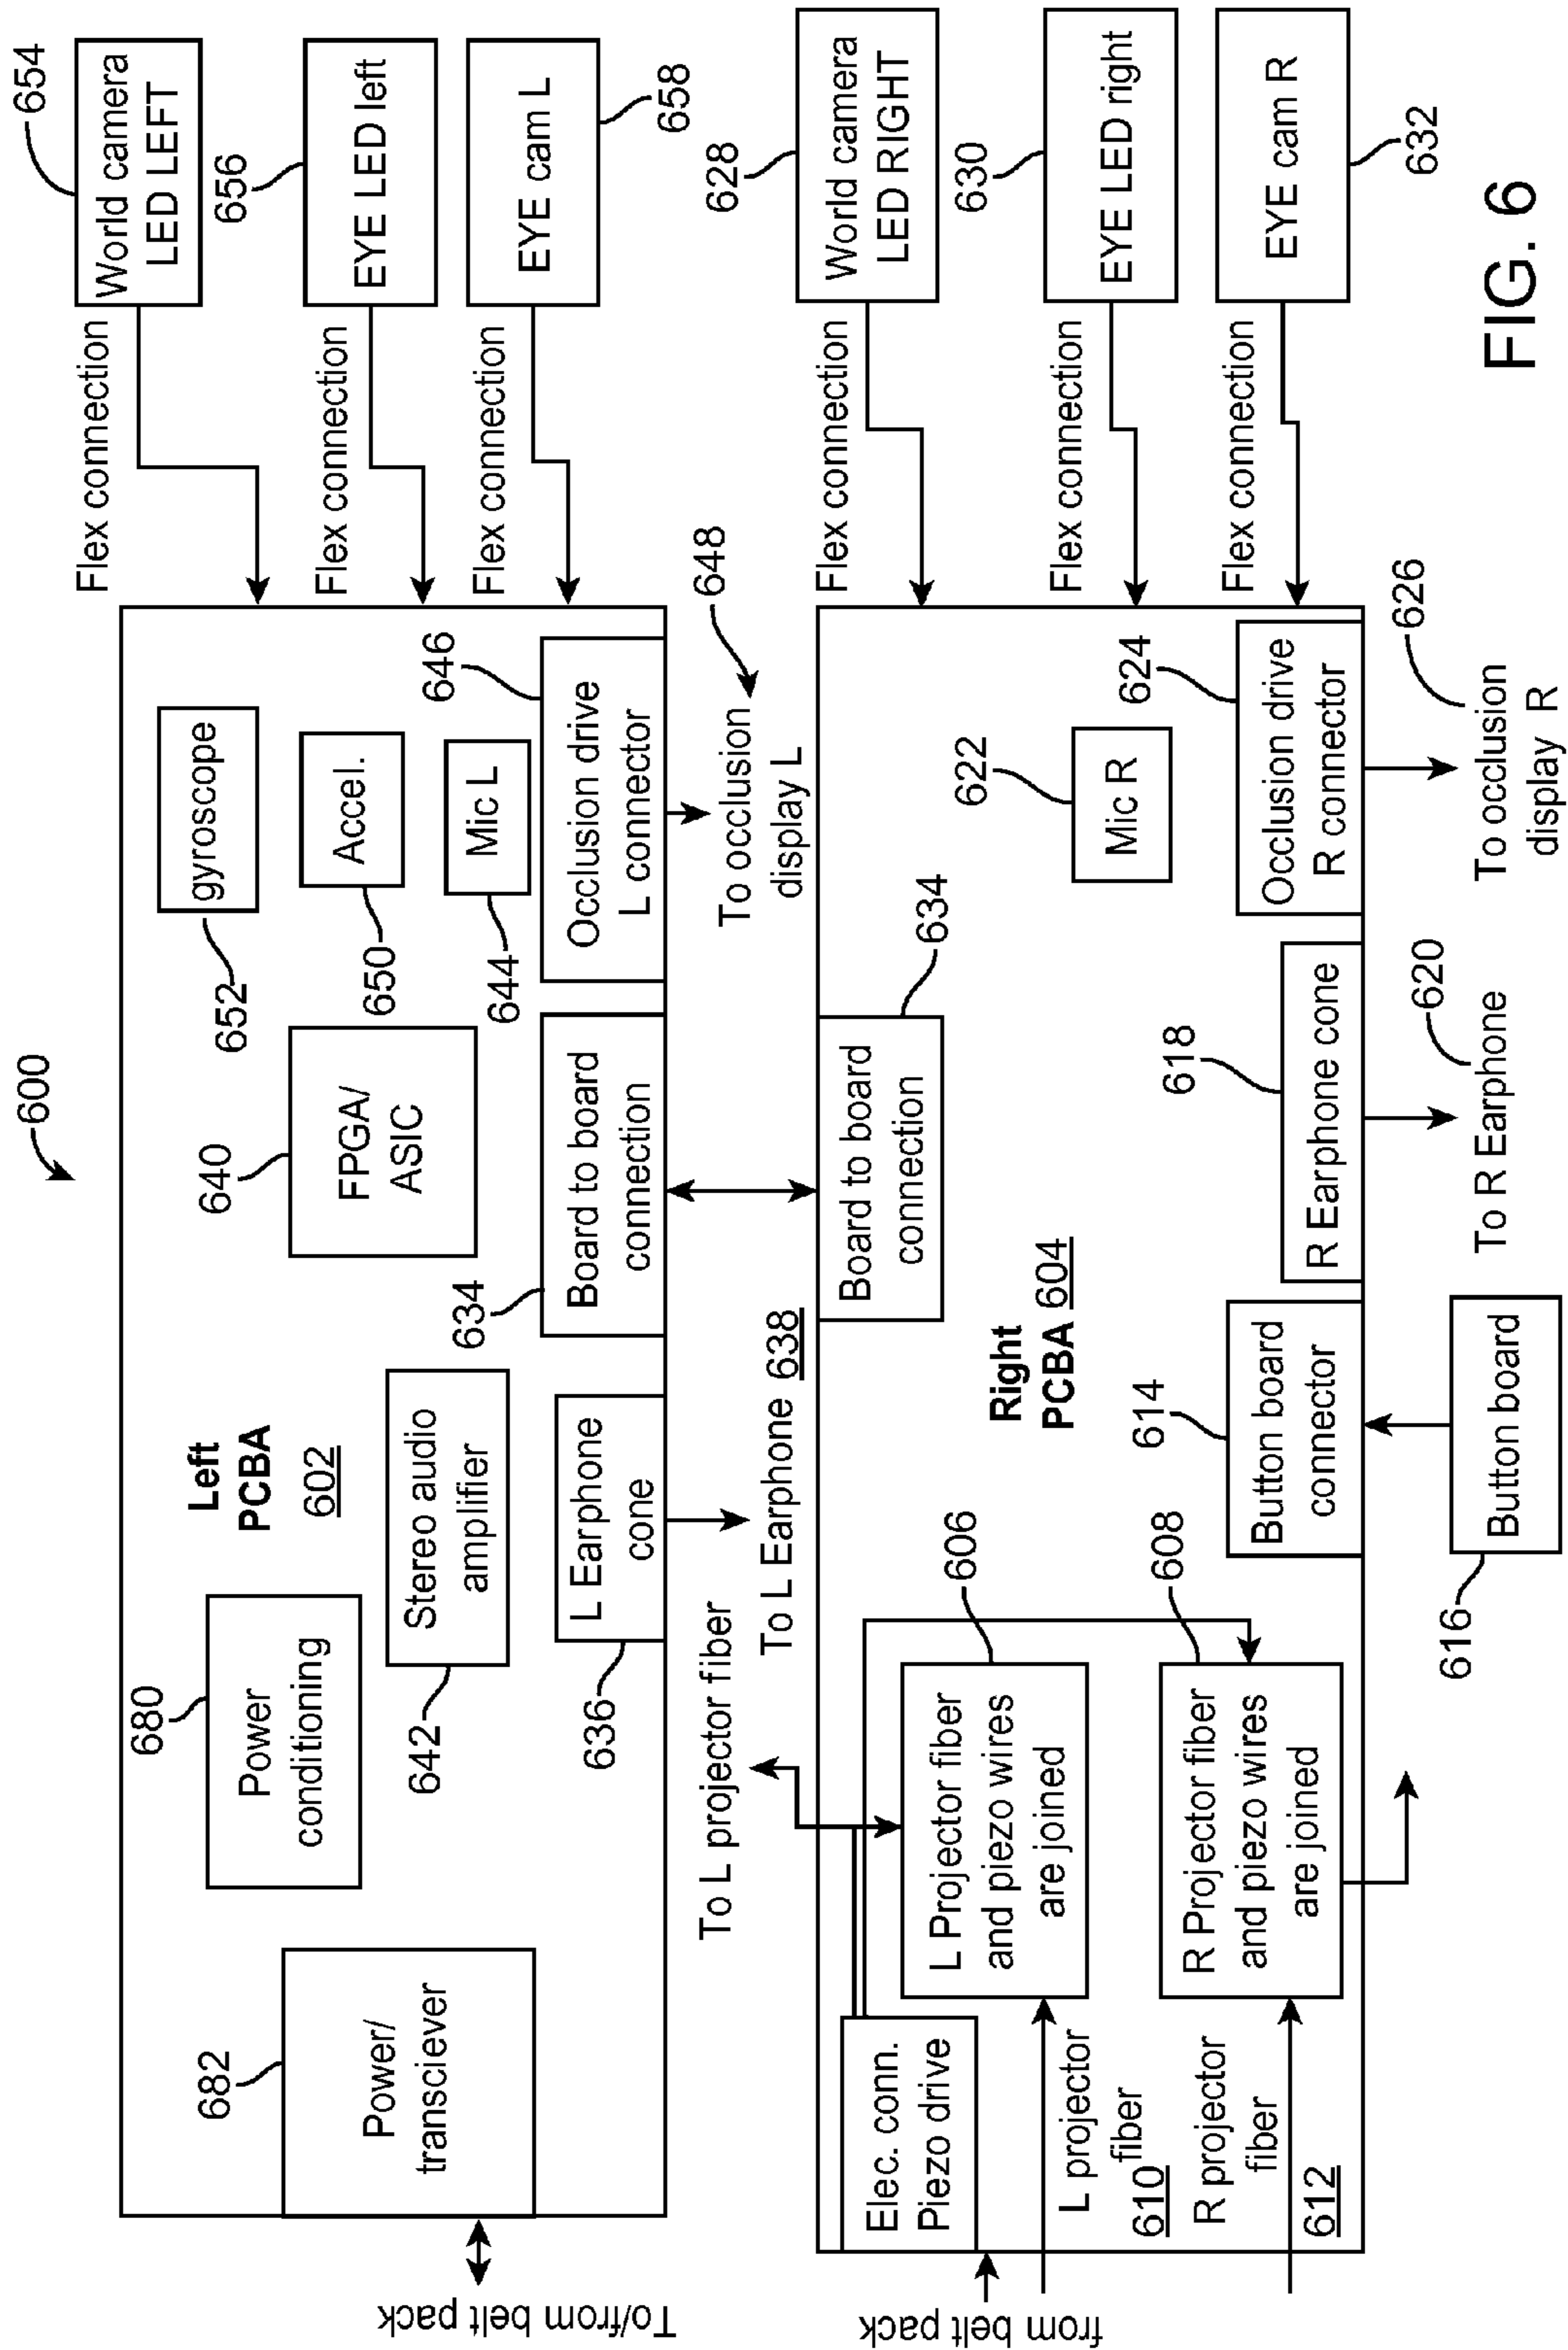 600
Left
PCBA
602
682
Power/
transciever
To/from belt pack
680
Power
conditioning
642
Stereo audio
amplifier
636
L Earphone
cone
To L Earphone 638
640
FPGA/
ASIC
634
Board to board
connection
652
gyroscope
650
Accel.
644
Mic L
646
Occlusion drive
L connector
648
To occlusion
display L
Flex connection
World camera
LED LEFT
654
Flex connection
EYE LED left
656
Flex connection
EYE cam L
658
To L projector fiber
Right
PCBA 604
Board to board
connection
634
Elec. conn.
Piezo drive
from belt pack
L projector
fiber
610
R projector
fiber
612
606
L Projector fiber
and piezo wires
are joined
608
R Projector fiber
and piezo wires
are joined
614
Button board
connector
616
Button board
618
R Earphone cone
620
To R Earphone
622
Mic R
624
Occlusion drive
R connector
626
To occlusion
display R
Flex connection
World camera
LED RIGHT
628
Flex connection
EYE LED right
630
Flex connection
EYE cam R
632
FIG. 6